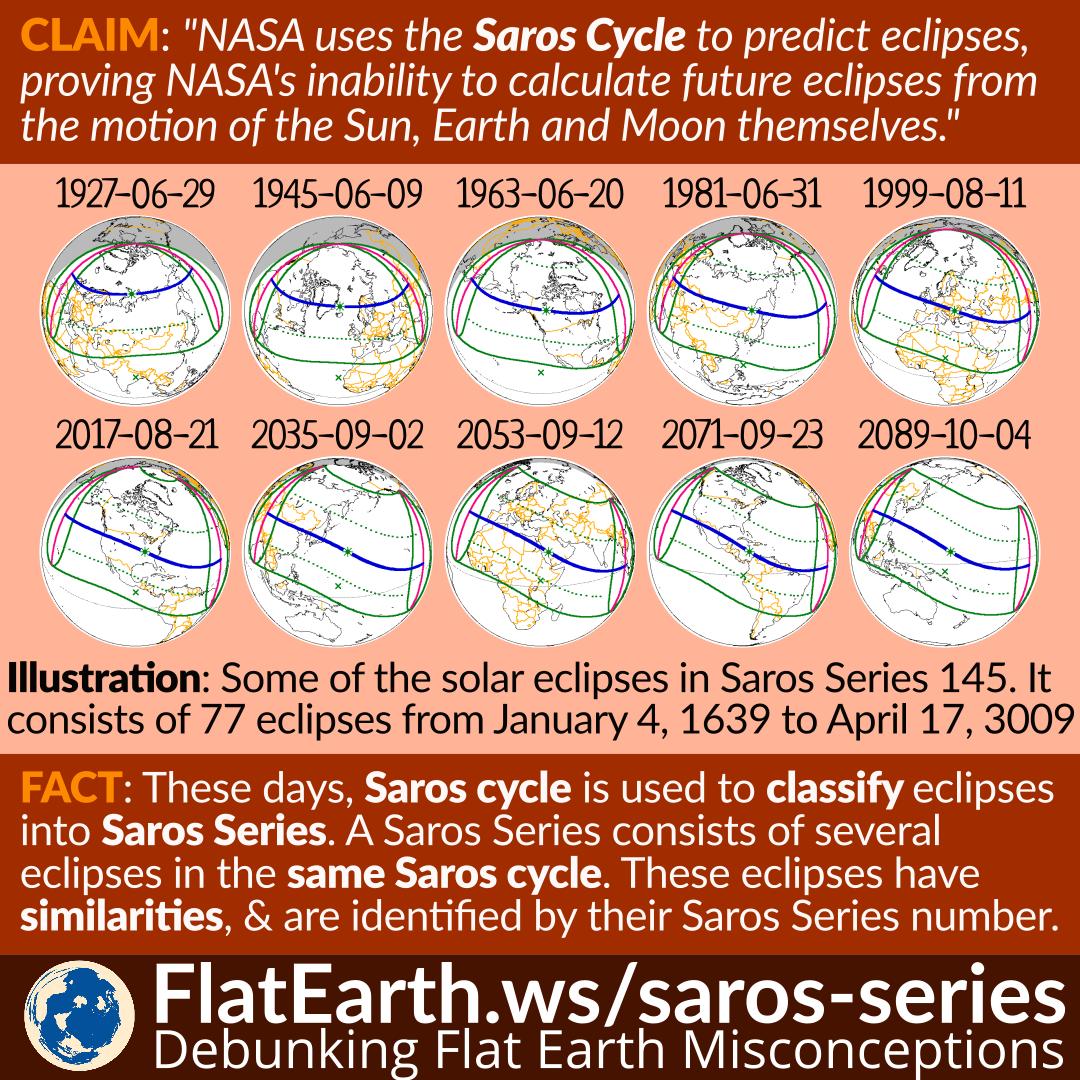 CLAIM: "NASA uses the Saros Cycle to predict eclipses,
proving NASA's inability to calculate future eclipses from
the motion of the Sun, Earth and Moon themselves."
1927-06-29 1945-06-09 1963-06-20 1981-06-31 1999-08-11
2017-08-21 2035-09-02 2053-09-12 2071-09-23 2089-10-04
Illustration: Some of the solar eclipses in Saros Series 145. It
consists of 77 eclipses from January 4, 1639 to April 17, 3009
FACT: These days, Saros cycle is used to classify eclipses
into Saros Series. A Saros Series consists of several
eclipses in the same Saros cycle. These eclipses have
similarities, & are identified by their Saros Series number.
FlatEarth.ws/saros-series
Debunking Flat Earth Misconceptions